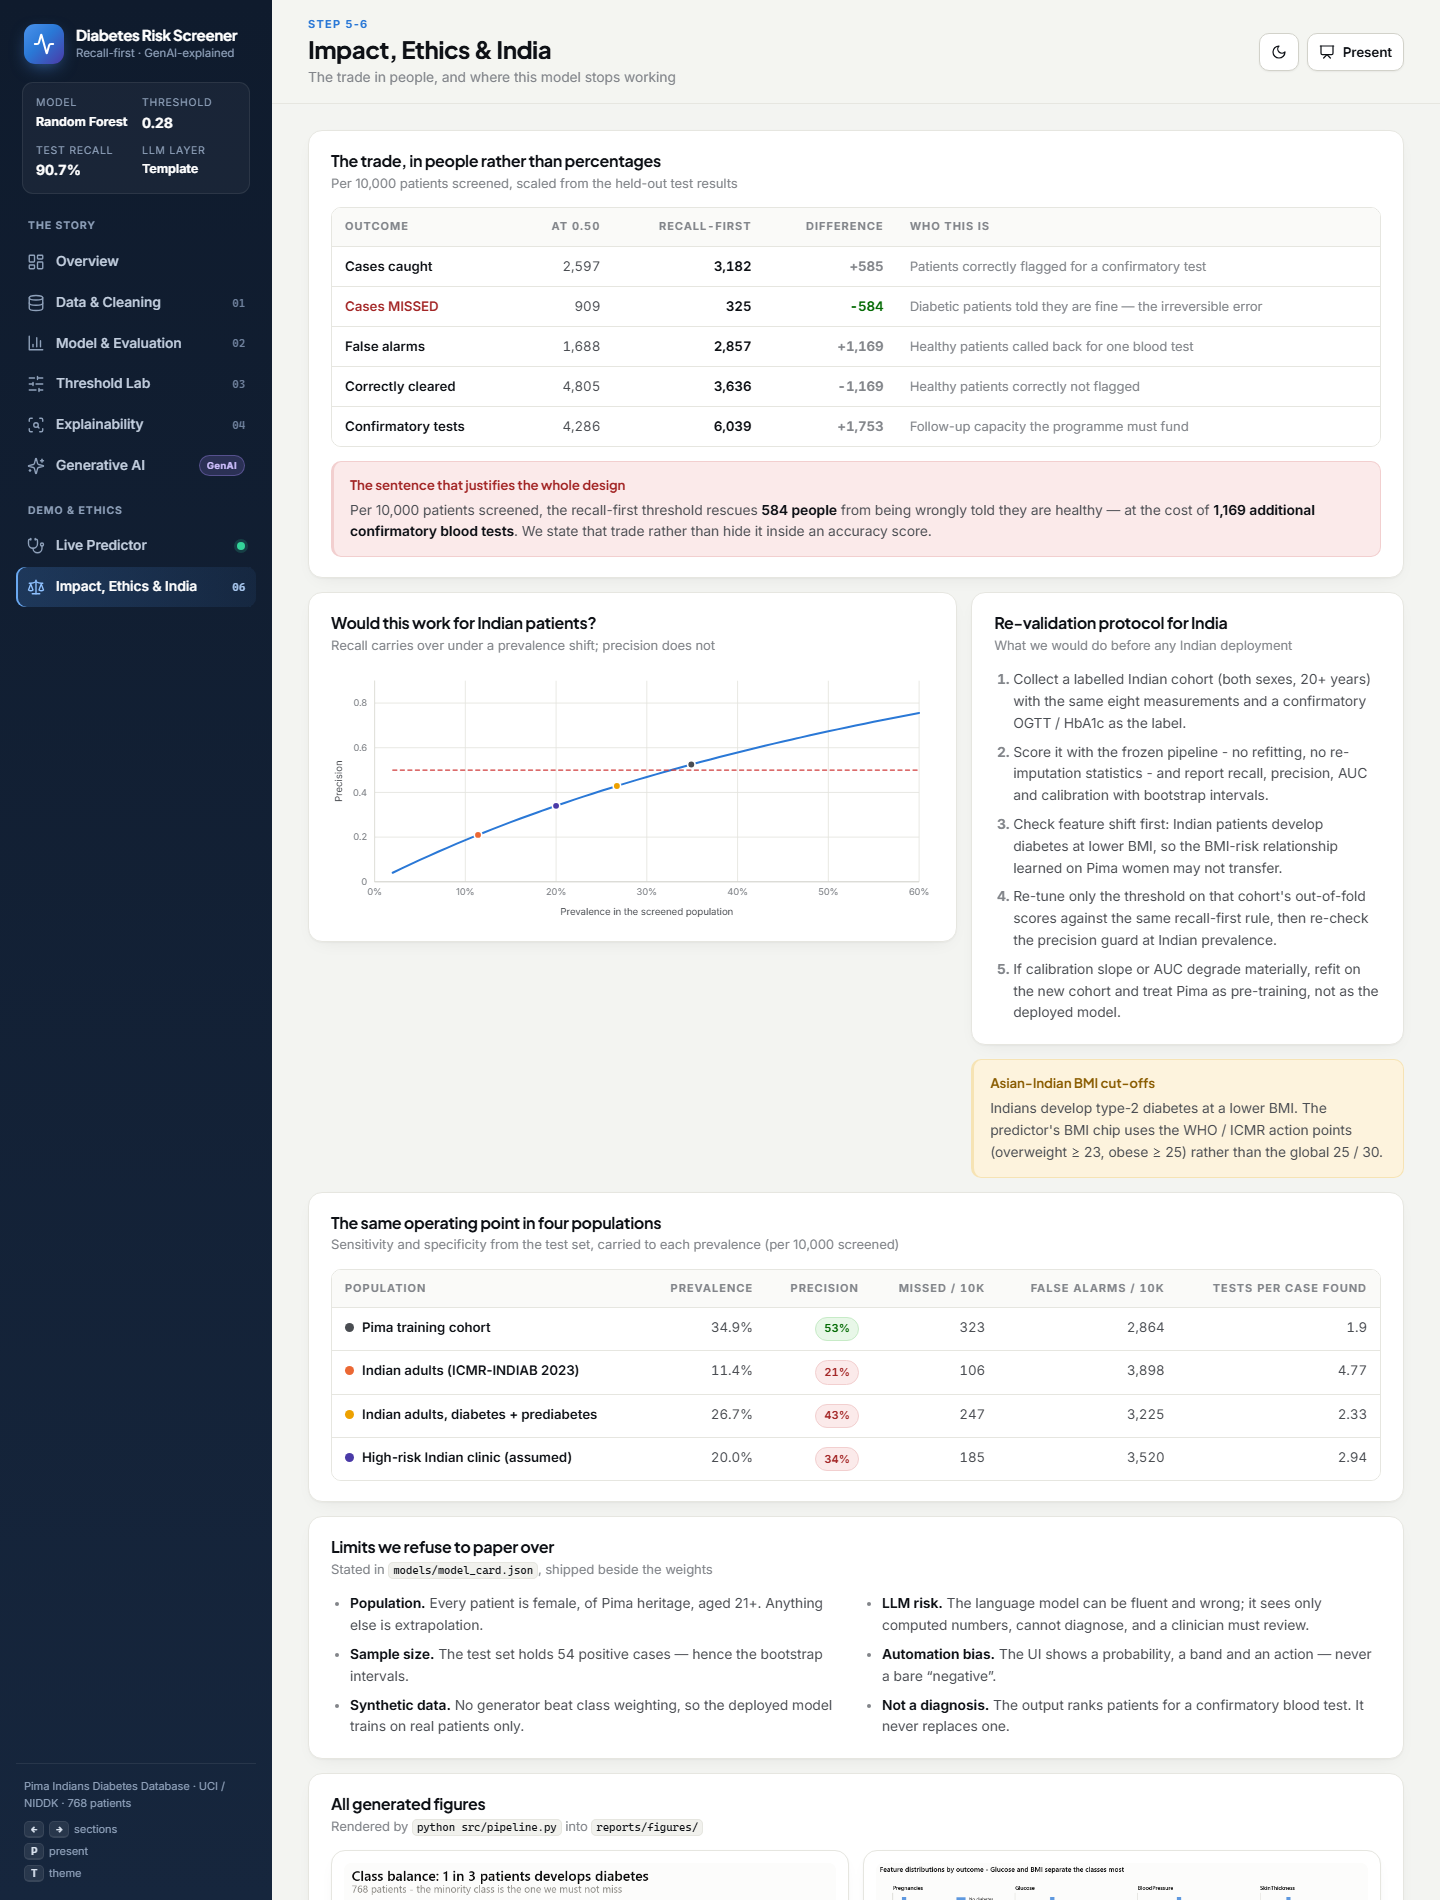 Diabetes Risk Screener
Recall-first · GenAI-explained
MODEL
Random Forest
THRESHOLD
0.28
TEST RECALL
90.7%
LLM LAYER
Template
THE STORY
Overview
Data & Cleaning 01
Model & Evaluation 02
Threshold Lab 03
Explainability 04
Generative AI GenAI
DEMO & ETHICS
Live Predictor
Impact, Ethics & India 06
Pima Indians Diabetes Database · UCI /
NIDDK · 768 patients
← → sections
P present
T theme
STEP 5-6
Impact, Ethics & India
The trade in people, and where this model stops working
Present
The trade, in people rather than percentages
Per 10,000 patients screened, scaled from the held-out test results
OUTCOME AT 0.50 RECALL-FIRST DIFFERENCE WHO THIS IS
Cases caught 2,597 3,182 +585 Patients correctly flagged for a confirmatory test
Cases MISSED 909 325 -584 Diabetic patients told they are fine — the irreversible error
False alarms 1,688 2,857 +1,169 Healthy patients called back for one blood test
Correctly cleared 4,805 3,636 -1,169 Healthy patients correctly not flagged
Confirmatory tests 4,286 6,039 +1,753 Follow-up capacity the programme must fund
The sentence that justifies the whole design
Per 10,000 patients screened, the recall-first threshold rescues 584 people from being wrongly told they are healthy — at the cost of 1,169 additional
confirmatory blood tests. We state that trade rather than hide it inside an accuracy score.
Would this work for Indian patients?
Recall carries over under a prevalence shift; precision does not
Precision
0.8
0.6
0.4
0.2
0
0% 10% 20% 30% 40% 50% 60%
Prevalence in the screened population
Re-validation protocol for India
What we would do before any Indian deployment
1. Collect a labelled Indian cohort (both sexes, 20+ years)
with the same eight measurements and a confirmatory
OGTT / HbA1c as the label.
2. Score it with the frozen pipeline - no refitting, no re-
imputation statistics - and report recall, precision, AUC
and calibration with bootstrap intervals.
3. Check feature shift first: Indian patients develop
diabetes at lower BMI, so the BMI-risk relationship
learned on Pima women may not transfer.
4. Re-tune only the threshold on that cohort's out-of-fold
scores against the same recall-first rule, then re-check
the precision guard at Indian prevalence.
5. If calibration slope or AUC degrade materially, refit on
the new cohort and treat Pima as pre-training, not as the
deployed model.
Asian-Indian BMI cut-offs
Indians develop type-2 diabetes at a lower BMI. The
predictor's BMI chip uses the WHO / ICMR action points
(overweight ≥ 23, obese ≥ 25) rather than the global 25 / 30.
The same operating point in four populations
Sensitivity and specificity from the test set, carried to each prevalence (per 10,000 screened)
POPULATION PREVALENCE PRECISION MISSED / 10K FALSE ALARMS / 10K TESTS PER CASE FOUND
Pima training cohort 34.9% 53% 323 2,864 1.9
Indian adults (ICMR-INDIAB 2023) 11.4% 21% 106 3,898 4.77
Indian adults, diabetes + prediabetes 26.7% 43% 247 3,225 2.33
High-risk Indian clinic (assumed) 20.0% 34% 185 3,520 2.94
Limits we refuse to paper over
Stated in models/model_card.json, shipped beside the weights
• Population. Every patient is female, of Pima heritage, aged 21+. Anything
else is extrapolation.
• Sample size. The test set holds 54 positive cases — hence the bootstrap
intervals.
• Synthetic data. No generator beat class weighting, so the deployed model
trains on real patients only.
• LLM risk. The language model can be fluent and wrong; it sees only
computed numbers, cannot diagnose, and a clinician must review.
• Automation bias. The UI shows a probability, a band and an action — never
a bare “negative”.
• Not a diagnosis. The output ranks patients for a confirmatory blood test. It
never replaces one.
All generated figures
Rendered by python src/pipeline.py into reports/figures/
Class balance: 1 in 3 patients develops diabetes
768 patients - the minority class is the one we must not miss
Feature distributions by outcome - Glucose and BMI separate the classes most
Pregnancies Glucose BloodPressure SkinThickness
No diabetes